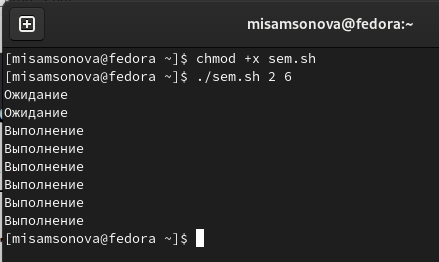 misamsonova@fedora:~
[misamsonova@fedora ~]$ chmod +x sem.sh
[misamsonova@fedora ~]$ ./sem.sh 2 6
Ожидание
Ожидание
Выполнение
Выполнение
Выполнение
Выполнение
Выполнение
Выполнение
[misamsonova@fedora ~]$